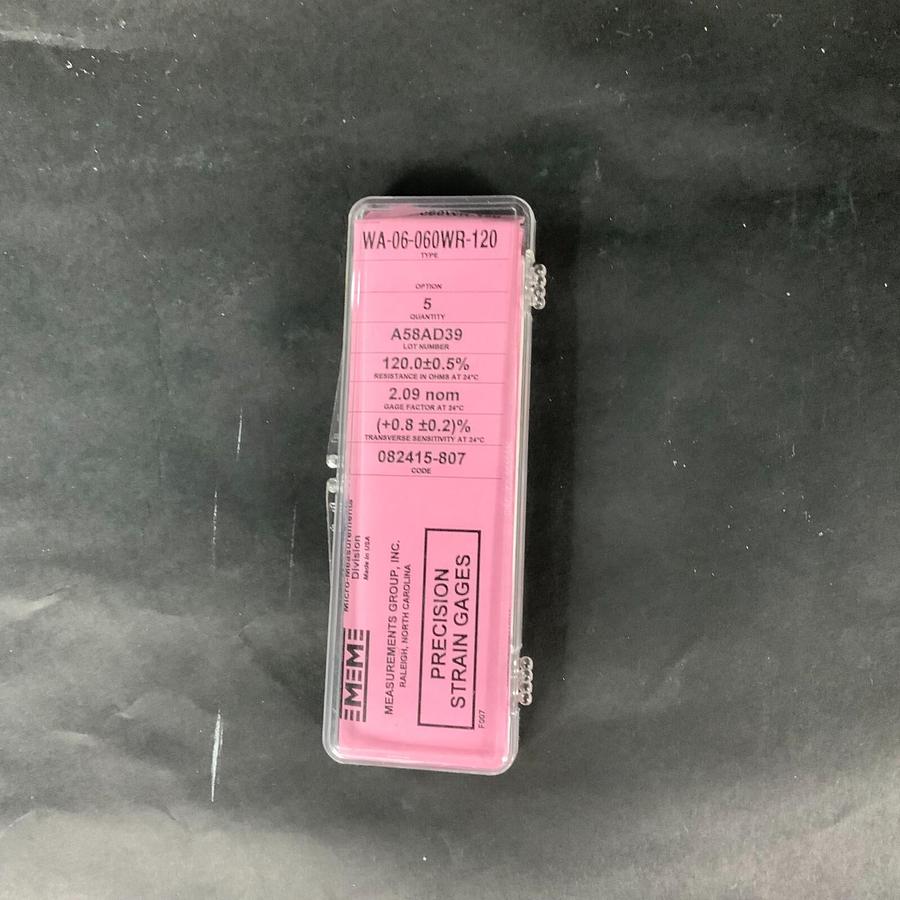 WA-06-060WR-120
TYPE
OPTION
5
QUANTITY
A58AD39
LOT NUMBER
120.0±0.5%
RESISTANCE IN OHMS AT 24°C
2.09 nom
GAGE FACTOR AT 24°C
(+0.8 ±0.2)%
TRANSVERSE SENSITIVITY AT 24°C
082415-807
CODE
MM
Micro-Measurements
Division
Made in USA
MEASUREMENTS GROUP, INC.
RALEIGH, NORTH CAROLINA
PRECISION
STRAIN GAGES
F007